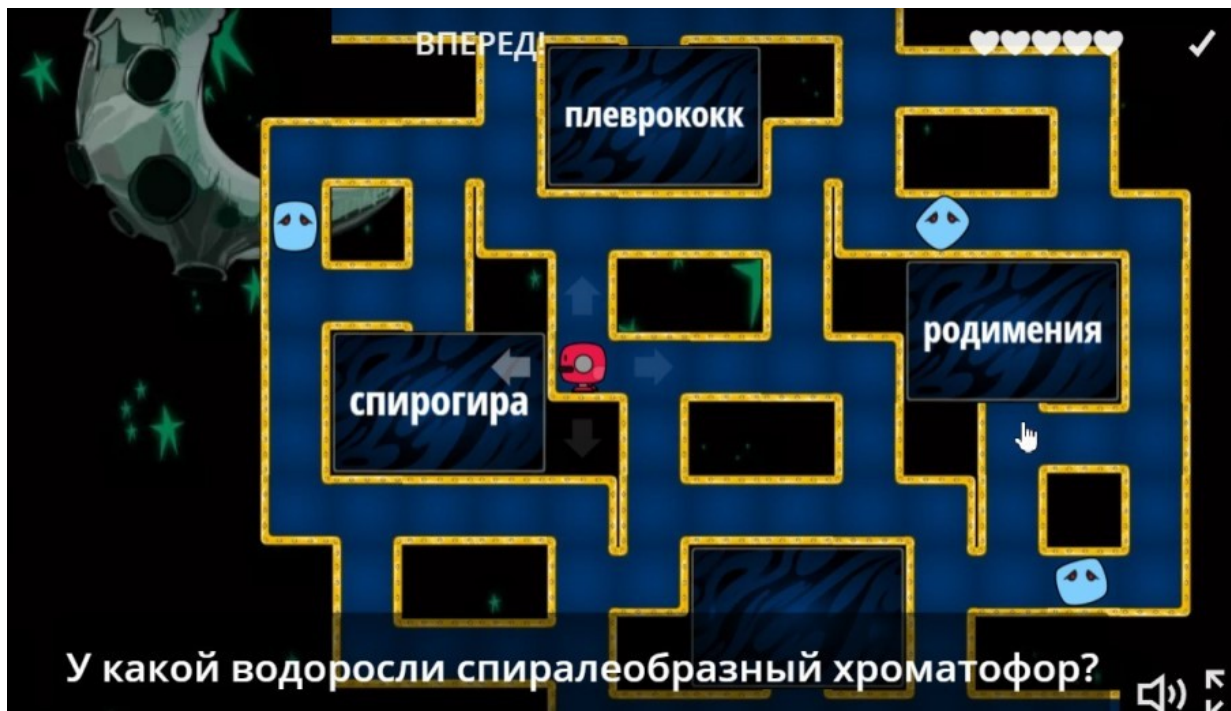 ВПЕРЕД!
плеврококк
родимения
спирогира
У какой водоросли спиралеобразный хроматофор?